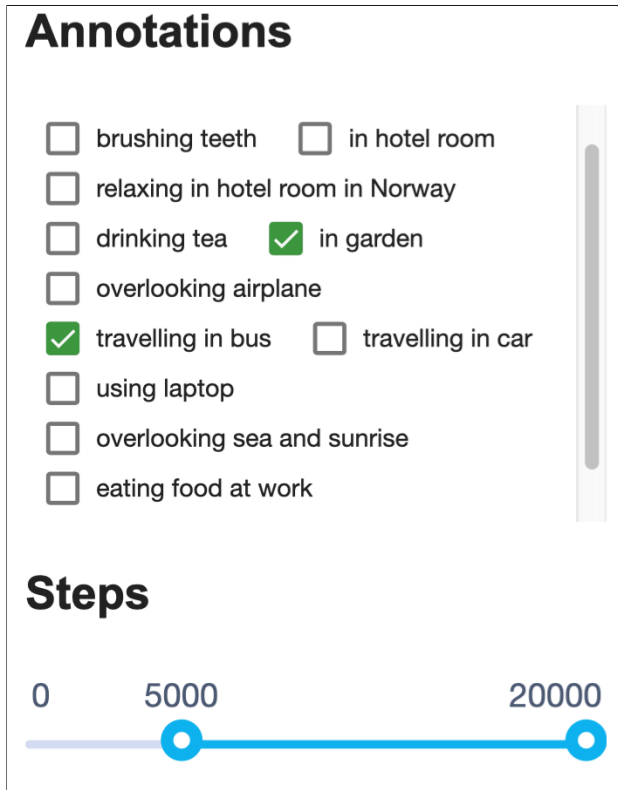 Annotations
brushing teeth in hotel room
relaxing in hotel room in Norway
drinking tea in garden
overlooking airplane
travelling in bus travelling in car
using laptop
overlooking sea and sunrise
eating food at work
Steps
0 5000 20000